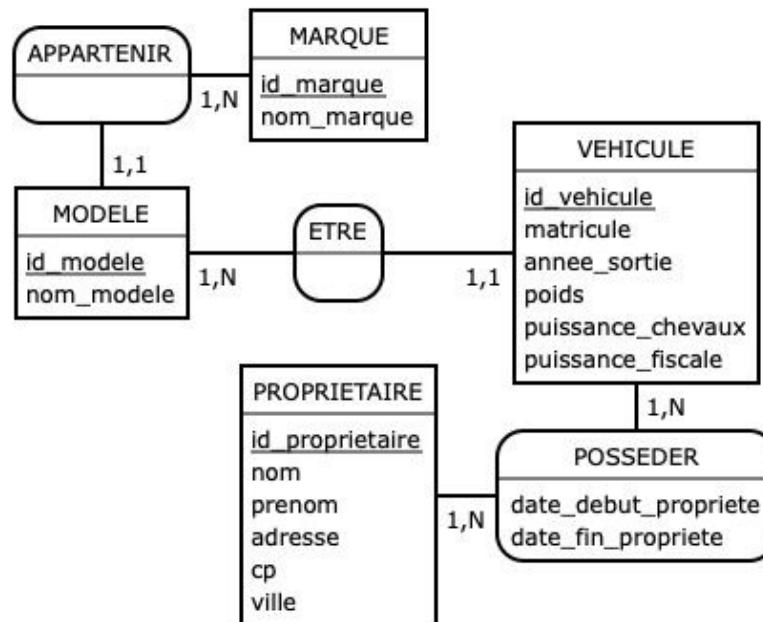 APPARTENIR
MARQUE
id_marque
nom_marque
1,N
1,1
MODELE
id_modele
nom_modele
1,N
ETRE
1,1
VEHICULE
id_vehicule
matricule
annee_sortie
poids
puissance_chevaux
puissance_fiscale
1,N
PROPRIETAIRE
id_proprietaire
nom
prenom
adresse
cp
ville
1,N
POSSEDER
date_debut_propriete
date_fin_propriete